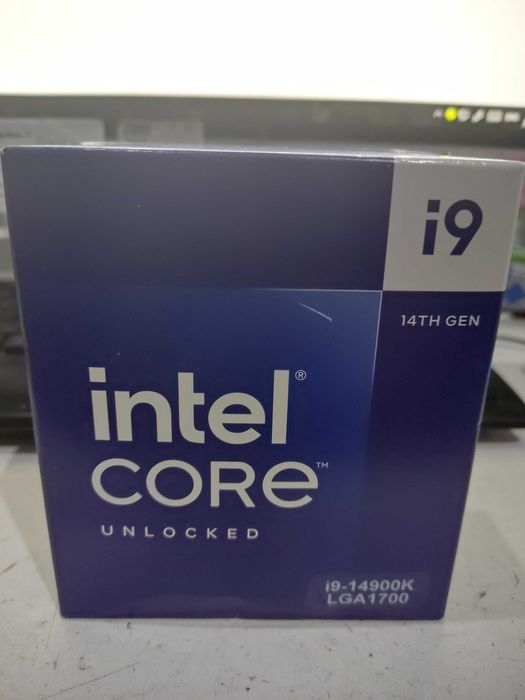 i9
14TH GEN
intel®
CORE™
UNLOCKED
i9-14900K
LGA1700